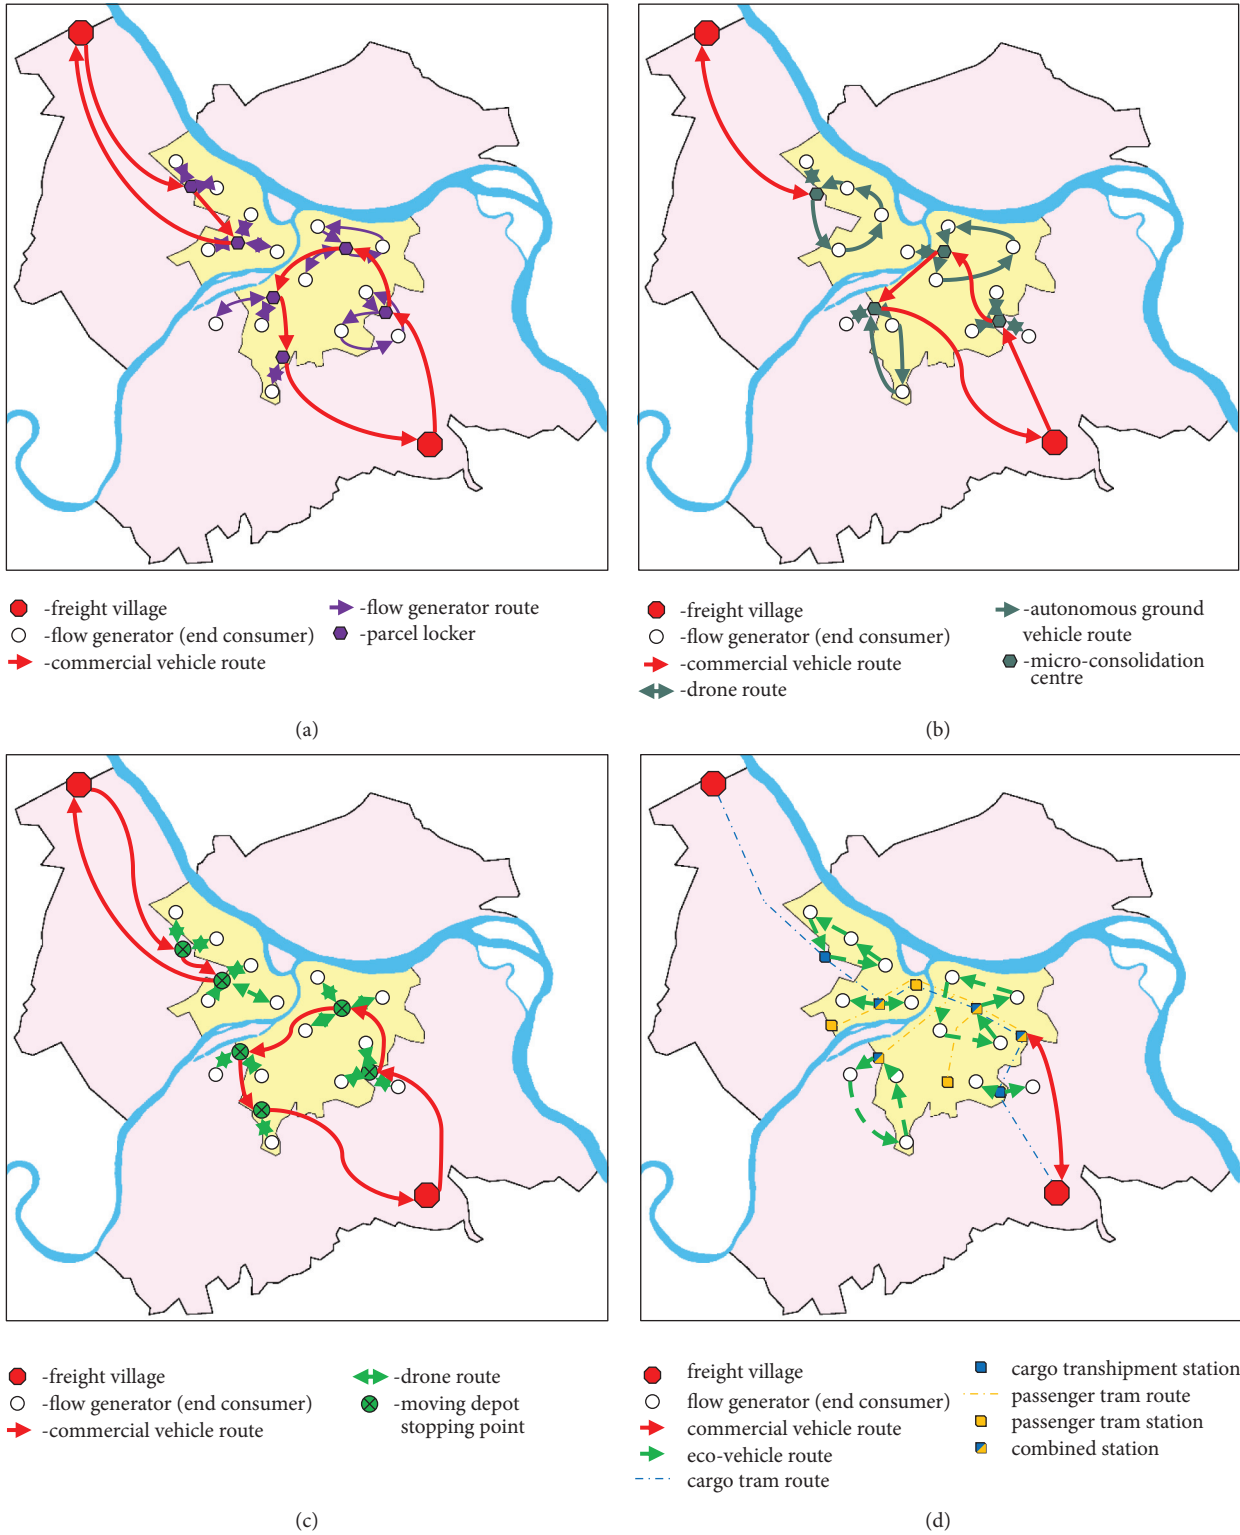 -freight village
-flow generator (end consumer)
-commercial vehicle route
-flow generator route
-parcel locker
(a)
-freight village
-flow generator (end consumer)
-commercial vehicle route
-drone route
-autonomous ground
vehicle route
-micro-consolidation
centre
(b)
-freight village
-flow generator (end consumer)
-commercial vehicle route
-drone route
-moving depot
stopping point
(c)
freight village
flow generator (end consumer)
commercial vehicle route
eco-vehicle route
cargo tram route
cargo transhipment station
passenger tram route
passenger tram station
combined station
(d)